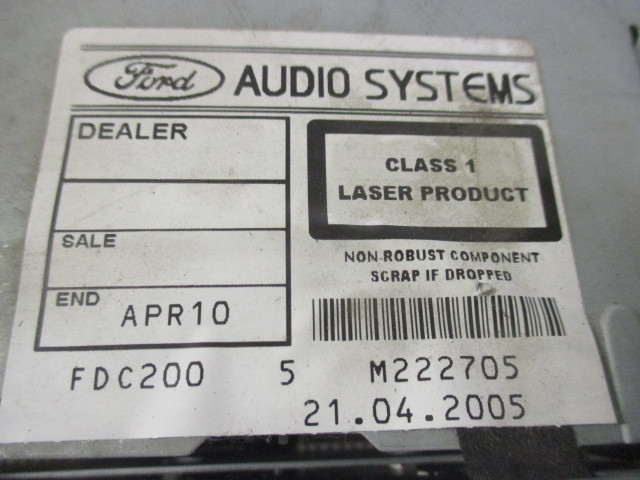 Ford AUDIO SYSTEMS
DEALER
SALE
END APR10
CLASS 1
LASER PRODUCT
NON-ROBUST COMPONENT
SCRAP IF DROPPED
FDC200 5 M222705
21.04.2005